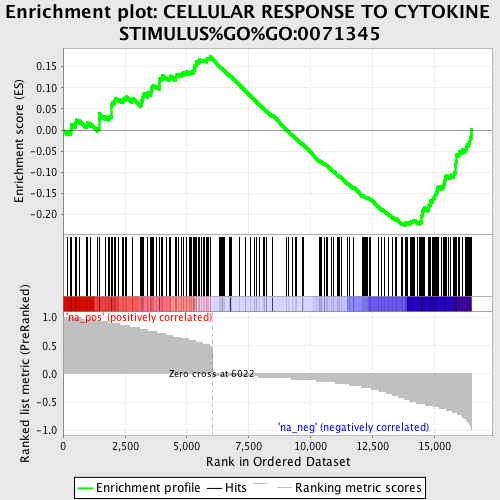 Enrichment plot: CELLULAR RESPONSE TO CYTOKINE
STIMULUS%GO%GO:0071345
Enrichment score (ES)
0.15
0.10
0.05
0.00
-0.05
-0.10
-0.15
-0.20
'na_pos' (positively correlated)
Ranked list metric (PreRanked)
1.0
0.5
0.0
-0.5
-1.0
Zero cross at 6022
'na_neg' (negatively correlated)
0 2,500 5,000 7,500 10,000 12,500 15,000
Rank in Ordered Dataset
Enrichment profile Hits Ranking metric scores